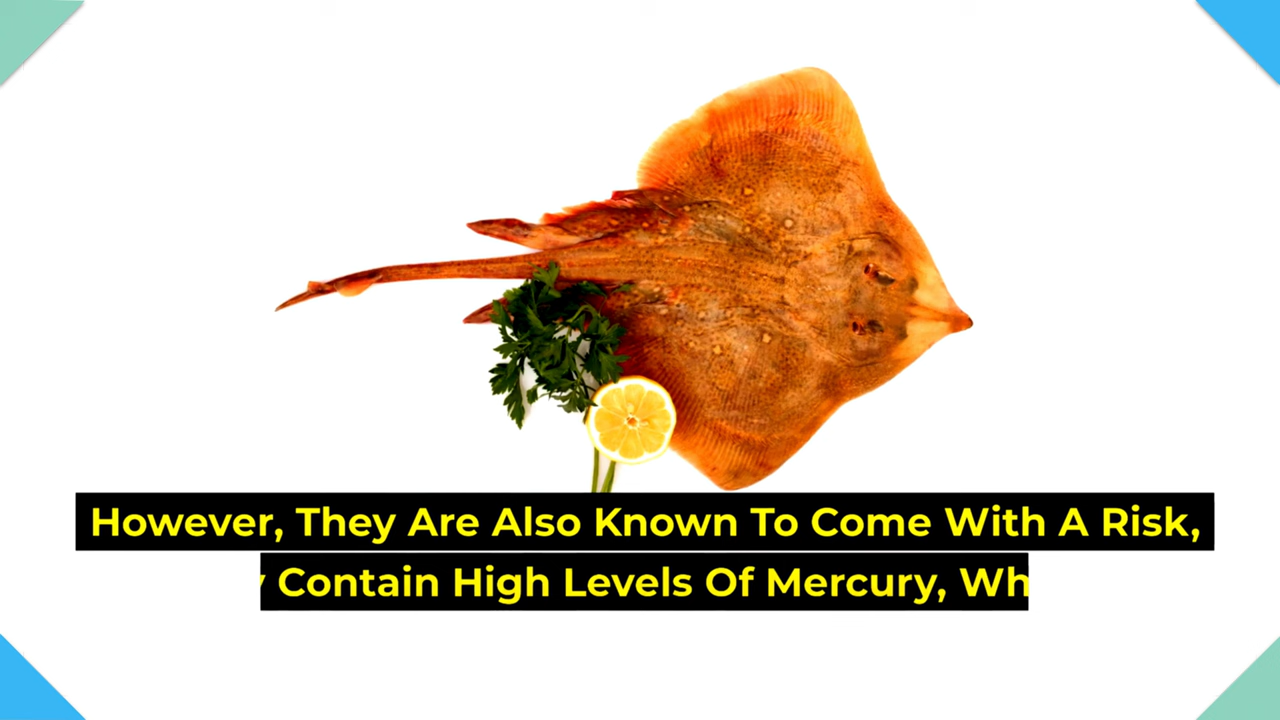 However, They Are Also Known To Come With A Risk,
Contain High Levels Of Mercury,